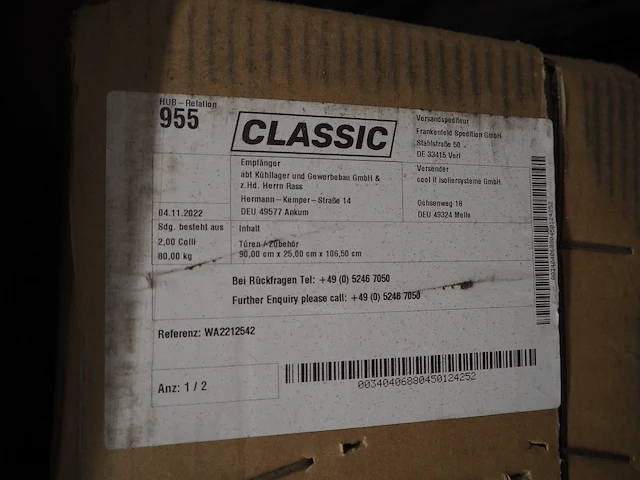 HUB-Relation
955
CLASSIC
Versandspediteur
Frankenfeld Spedition GmbH
Stahlstraße 50
DE 33415 Verl
Empfänger
abt Kühllager und Gewerbebau GmbH &
z.Hd. Herrn Rass
Hermann-Kemper-Straße 14
DEU 49577 Ankum
Versender
cool it isoliersysteme GmbH
Ochsenweg 18
DEU 49324 Melle
04.11.2022
Sdg. besteht aus
2,00 Colli
80,00 kg
Inhalt
Türen / Zubehör
90,00 cm x 25,00 cm x 106,50 cm
Bei Rückfragen Tel: +49 (0) 5246 7050
Further Enquiry please call: +49 (0) 5246 7050
Referenz: WA2212542
Anz: 1 / 2
00340406880450124252
00340406880450124252